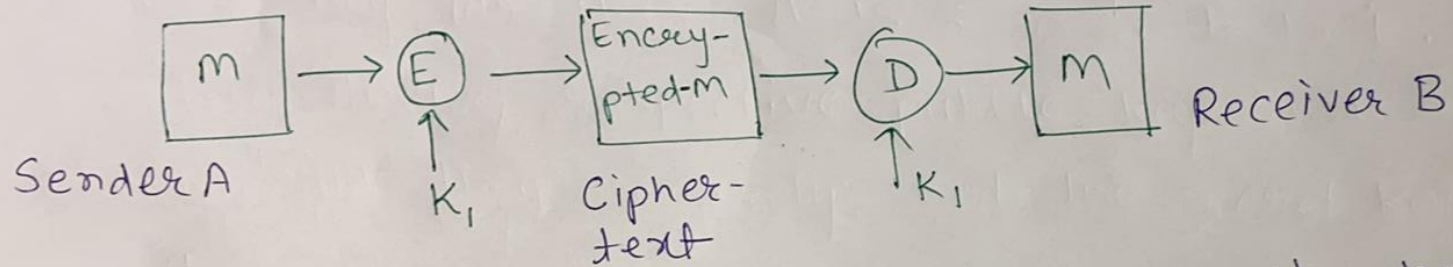 m
E
Encry-
pted-m
D
m
Receiver B
Sender A
K1
Cipher-
text
K1